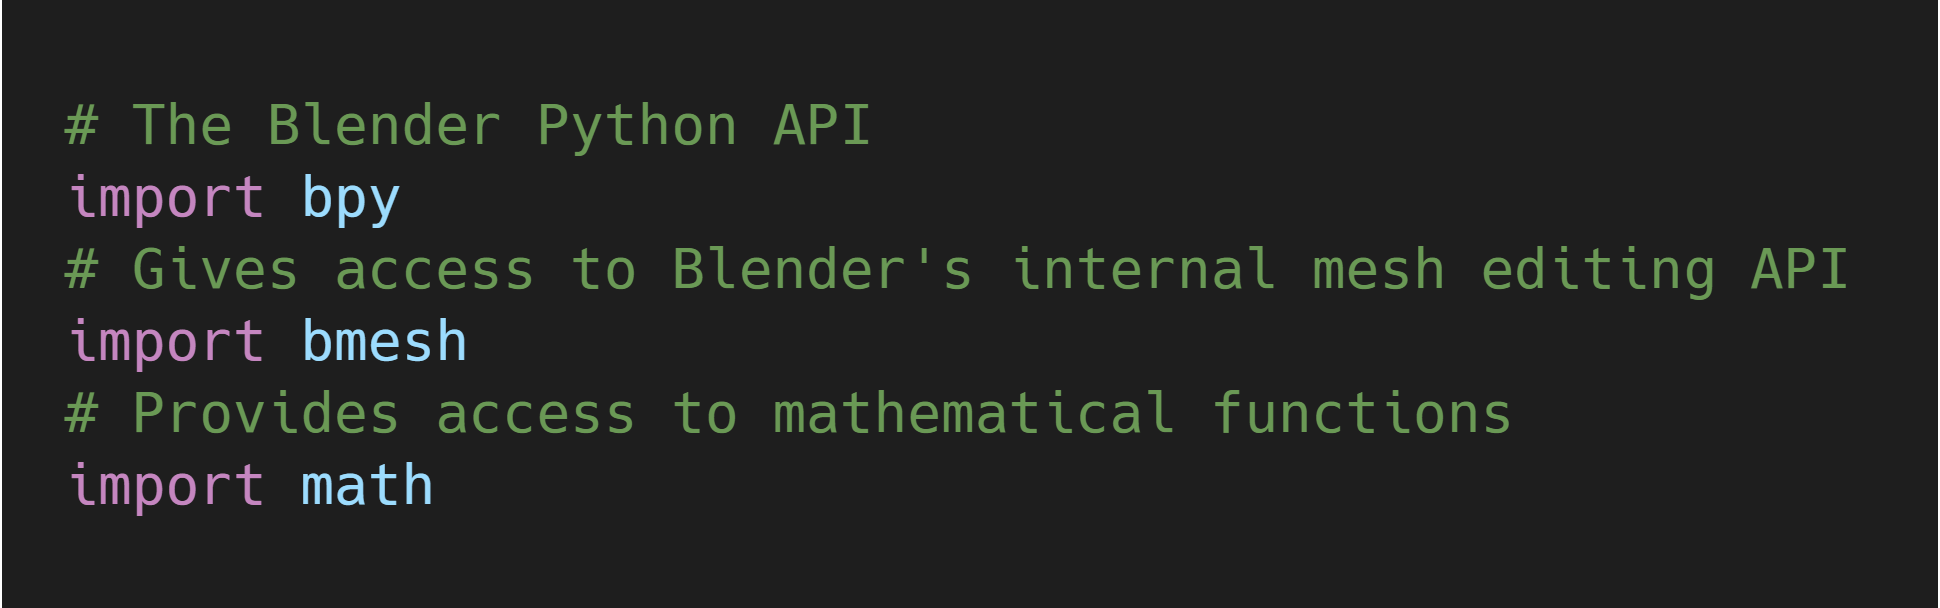 # The Blender Python API
import bpy
# Gives access to Blender's internal mesh editing API
import bmesh
# Provides access to mathematical functions
import math